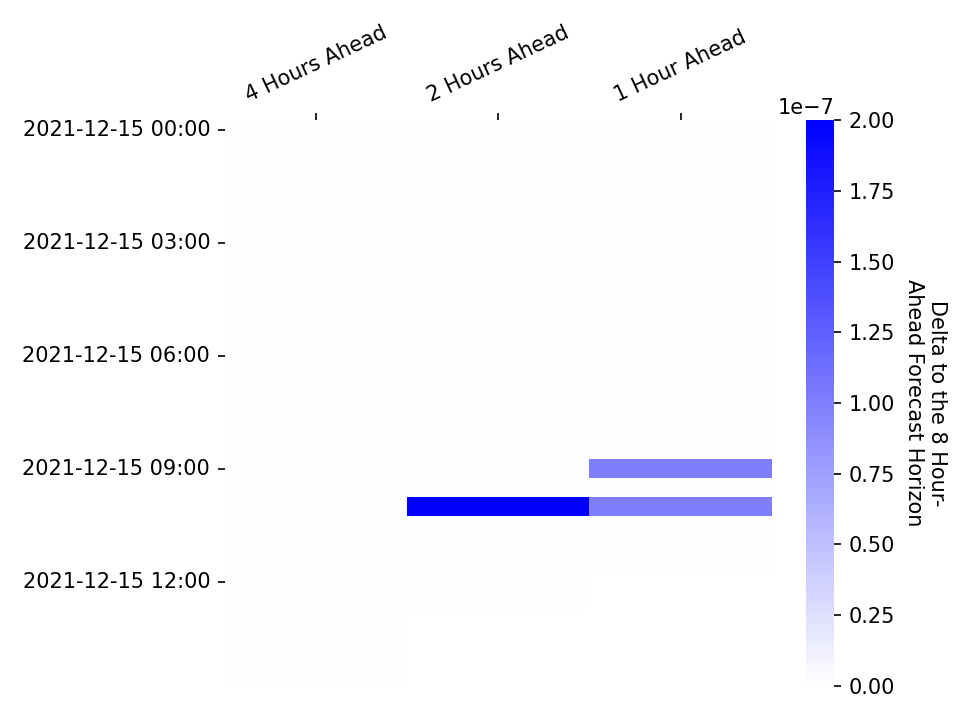 4 Hours Ahead
2 Hours Ahead
1 Hour Ahead
1e−7
2021-12-15 00:00
2021-12-15 03:00
2021-12-15 06:00
2021-12-15 09:00
2021-12-15 12:00
2.00
1.75
1.50
1.25
1.00
0.75
0.50
0.25
0.00
Delta to the 8 Hour-
Ahead Forecast Horizon